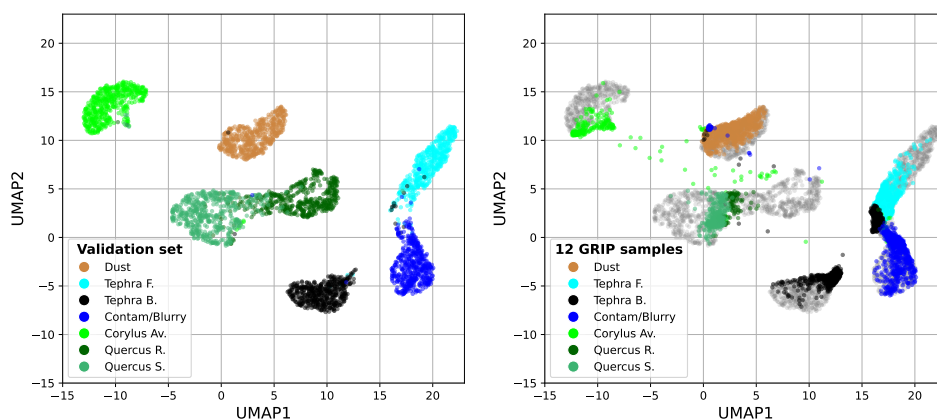 20
15
10
5
0
−5
−10
−15
UMAP2
Validation set
Dust
Tephra F.
Tephra B.
Contam/Blurry
Corylus Av.
Quercus R.
Quercus S.
−15 −10 −5 0 5 10 15 20
UMAP1
20
15
10
5
0
−5
−10
−15
UMAP2
12 GRIP samples
Dust
Tephra F.
Tephra B.
Contam/Blurry
Corylus Av.
Quercus R.
Quercus S.
−15 −10 −5 0 5 10 15 20
UMAP1